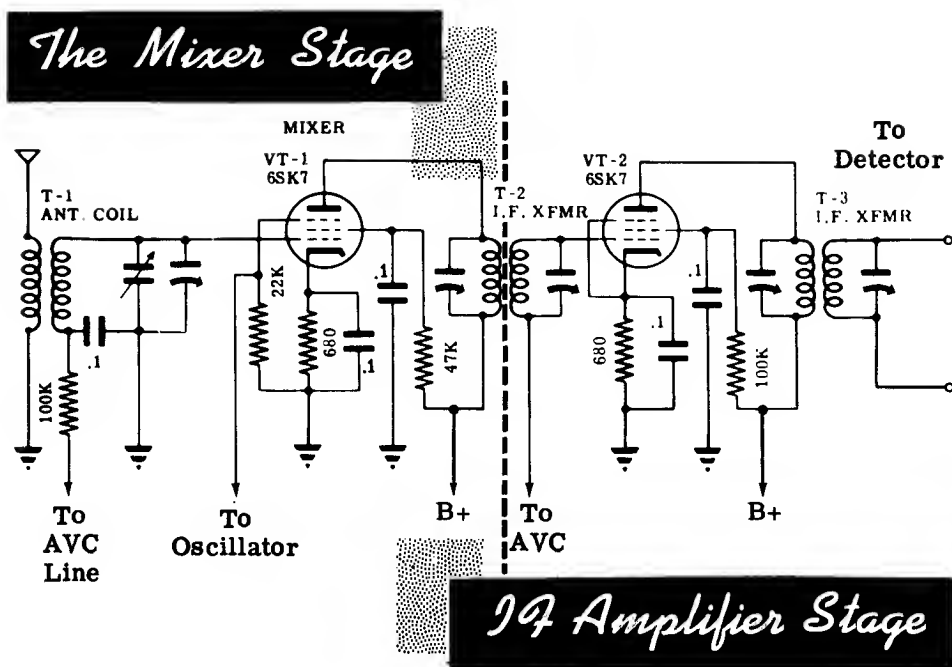 The Mixer Stage
MIXER
VT-1
6SK7
T-1
ANT. COIL
22K
680
.1
.1
47K
.1
100K
To
AVC
Line
To
Oscillator
B+
T-2
I.F. XFMR
VT-2
6SK7
To
Detector
T-3
I.F. XFMR
680
.1
.1
100K
To
AVC
B+
IF Amplifier Stage